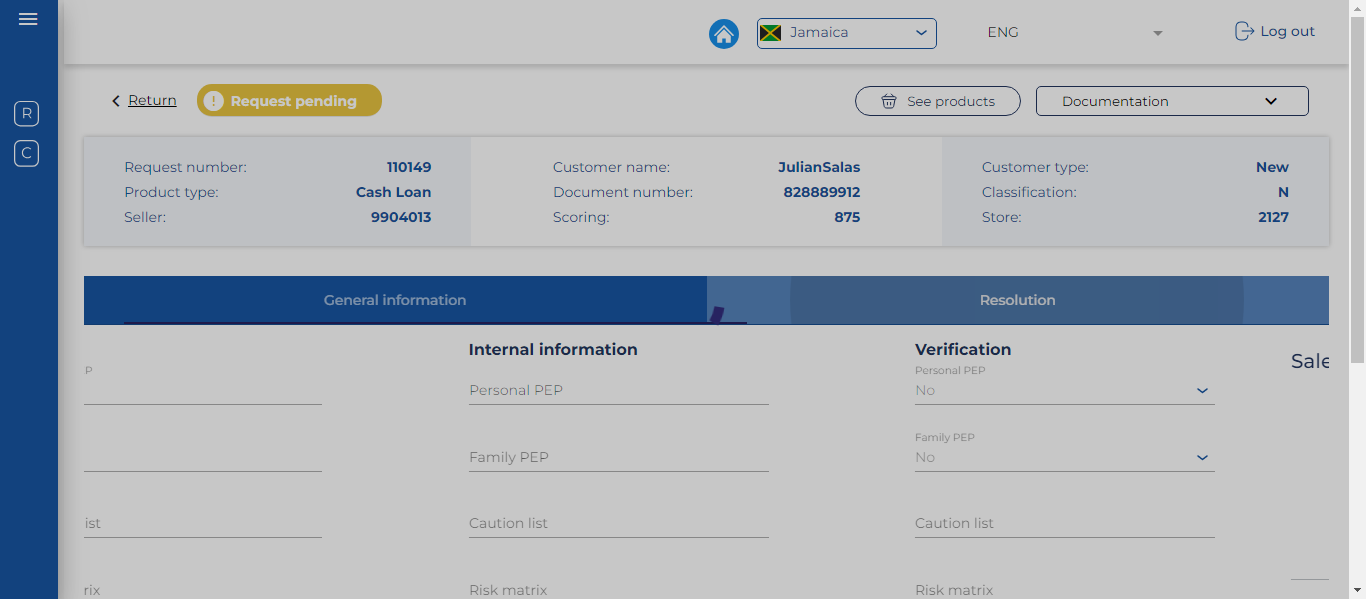 Jamaica
ENG
Log out
R
C
Return
! Request pending
See products
Documentation
Request number: 110149
Product type: Cash Loan
Seller: 9904013
Customer name: JulianSalas
Document number: 828889912
Scoring: 875
Customer type: New
Classification: N
Store: 2127
General information
Resolution
P
ist
rix
Internal information
Personal PEP
Family PEP
Caution list
Risk matrix
Verification
Personal PEP
No
Family PEP
No
Caution list
Risk matrix
Sale